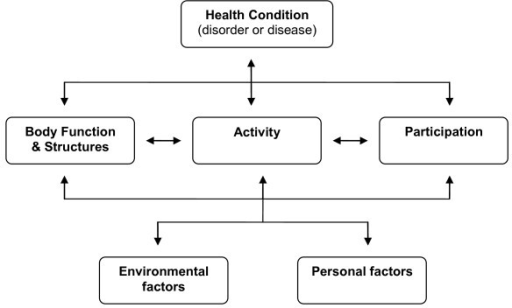 Health Condition
(disorder or disease)
Body Function
& Structures
Activity
Participation
Environmental
factors
Personal factors